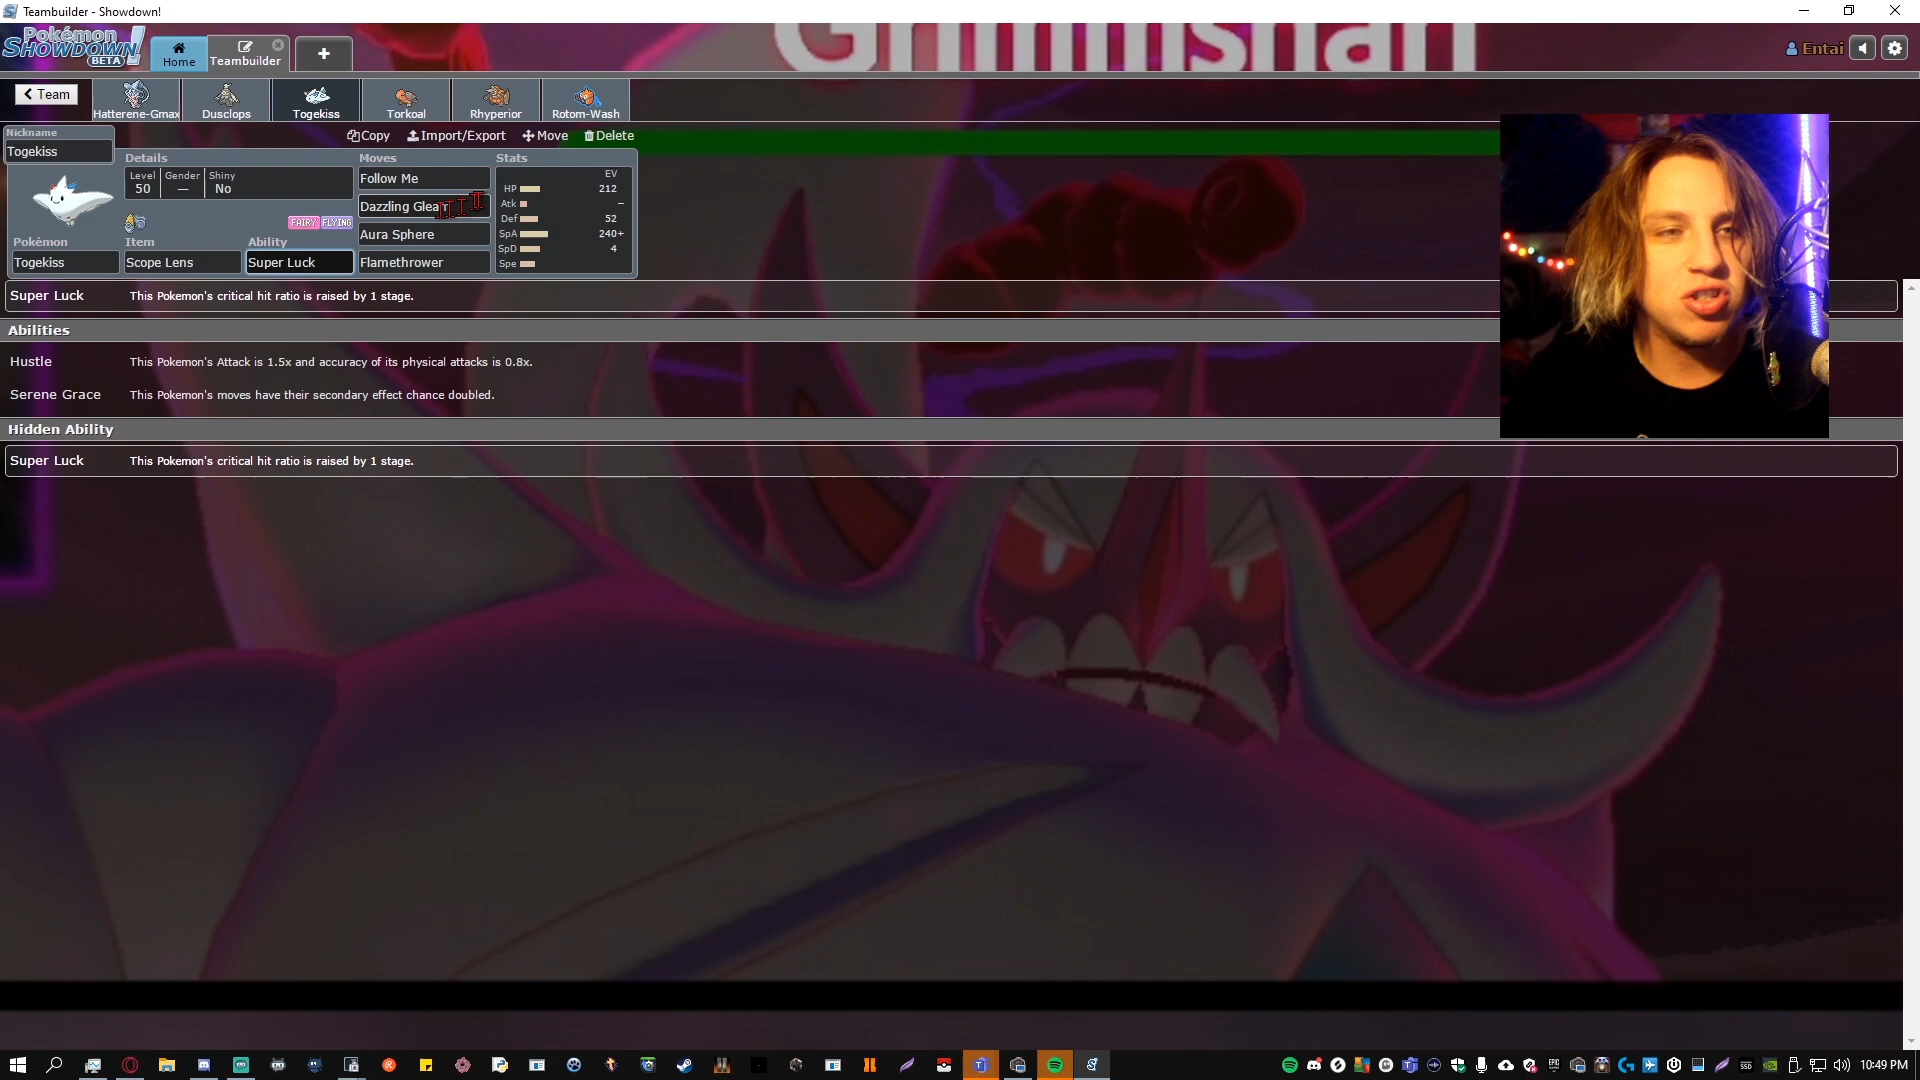 Teambuilder - Showdown!
Pokémon
SHOWDOWN!
BETA
Home
Teambuilder
Grimmsnarl
Entai
Team
Hatterene-Gmax
Dusclops
Togekiss
Torkoal
Rhyperior
Rotom-Wash
Copy
Import/Export
Move
Delete
Nickname
Togekiss
Details
Level
50
Gender
—
Shiny
No
FAIRY
FLYING
Pokémon
Togekiss
Item
Scope Lens
Ability
Super Luck
Moves
Follow Me
Dazzling Gleam
Aura Sphere
Flamethrower
Stats
EV
HP 212
Atk –
Def 52
SpA 240+
SpD 4
Spe
Super Luck This Pokemon's critical hit ratio is raised by 1 stage.
Abilities
Hustle This Pokemon's Attack is 1.5x and accuracy of its physical attacks is 0.8x.
Serene Grace This Pokemon's moves have their secondary effect chance doubled.
Hidden Ability
Super Luck This Pokemon's critical hit ratio is raised by 1 stage.
10:49 PM